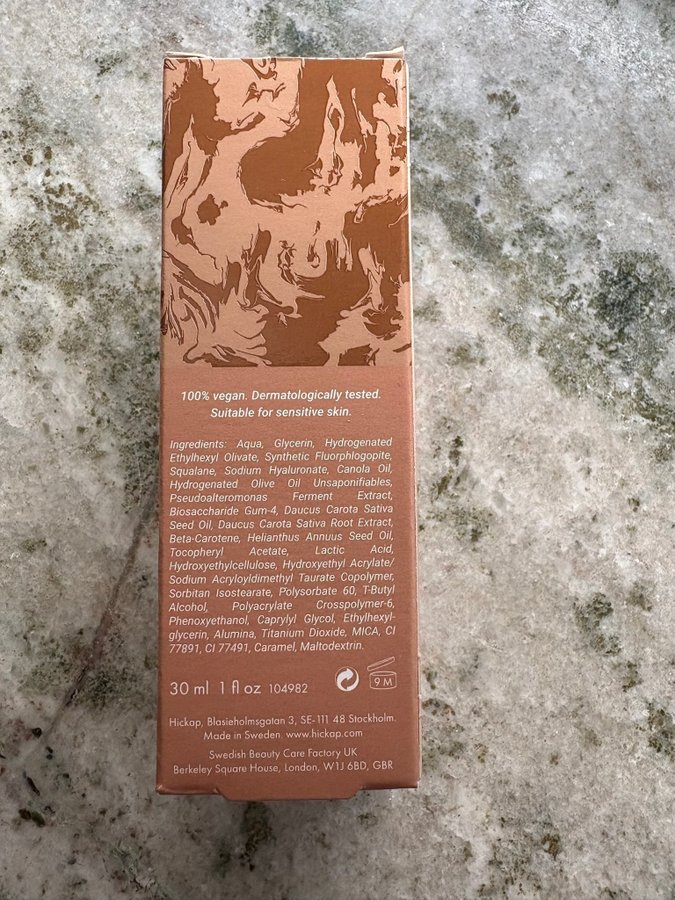 100% vegan. Dermatologically tested.
Suitable for sensitive skin.
Ingredients: Aqua, Glycerin, Hydrogenated
Ethylhexyl Olivate, Synthetic Fluorphlogopite,
Squalane, Sodium Hyaluronate, Canola Oil,
Hydrogenated Olive Oil Unsaponifiables,
Pseudoalteromonas Ferment Extract,
Biosaccharide Gum-4, Daucus Carota Sativa
Seed Oil, Daucus Carota Sativa Root Extract,
Beta-Carotene, Helianthus Annuus Seed Oil,
Tocopheryl Acetate, Lactic Acid,
Hydroxyethylcellulose, Hydroxyethyl Acrylate/
Sodium Acryloyldimethyl Taurate Copolymer,
Sorbitan Isostearate, Polysorbate 60, T-Butyl
Alcohol, Polyacrylate Crosspolymer-6,
Phenoxyethanol, Caprylyl Glycol, Ethylhexyl-
glycerin, Alumina, Titanium Dioxide, MICA, CI
77891, CI 77491, Caramel, Maltodextrin.
30 ml 1 fl oz 104982
9 M
Hickap, Blasieholmsgatan 3, SE-111 48 Stockholm.
Made in Sweden. www.hickap.com
Swedish Beauty Care Factory UK
Berkeley Square House, London, W1J 6BD, GBR